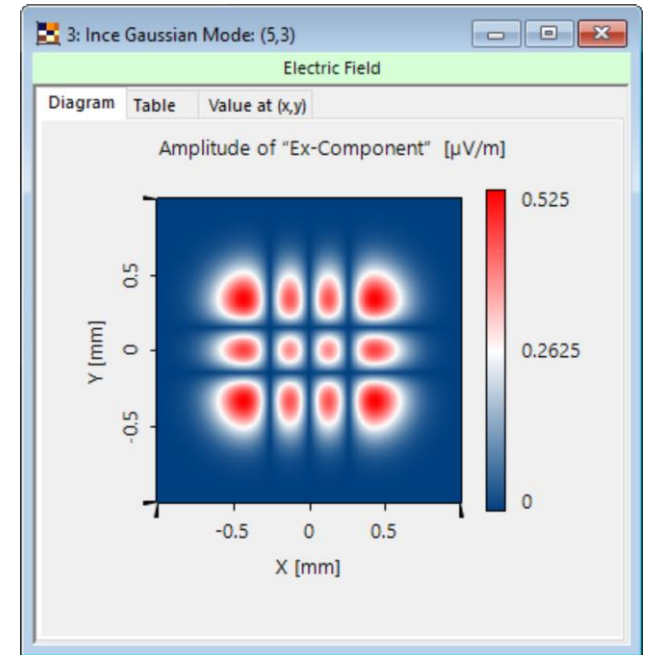 3: Ince Gaussian Mode: (5,3)
Electric Field
Diagram Table Value at (x,y)
Amplitude of "Ex-Component" [µV/m]
0.525
0.5
0.2625
0
Y [mm]
-0.5
0
-0.5 0 0.5
X [mm]